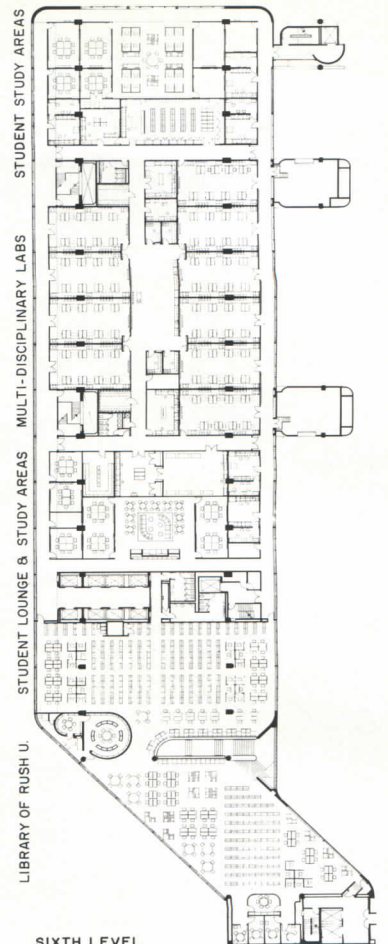 STUDENT STUDY AREAS
MULTI-DISCIPLINARY LABS
STUDENT LOUNGE & STUDY AREAS
LIBRARY OF RUSH U.
SIXTH LEVEL